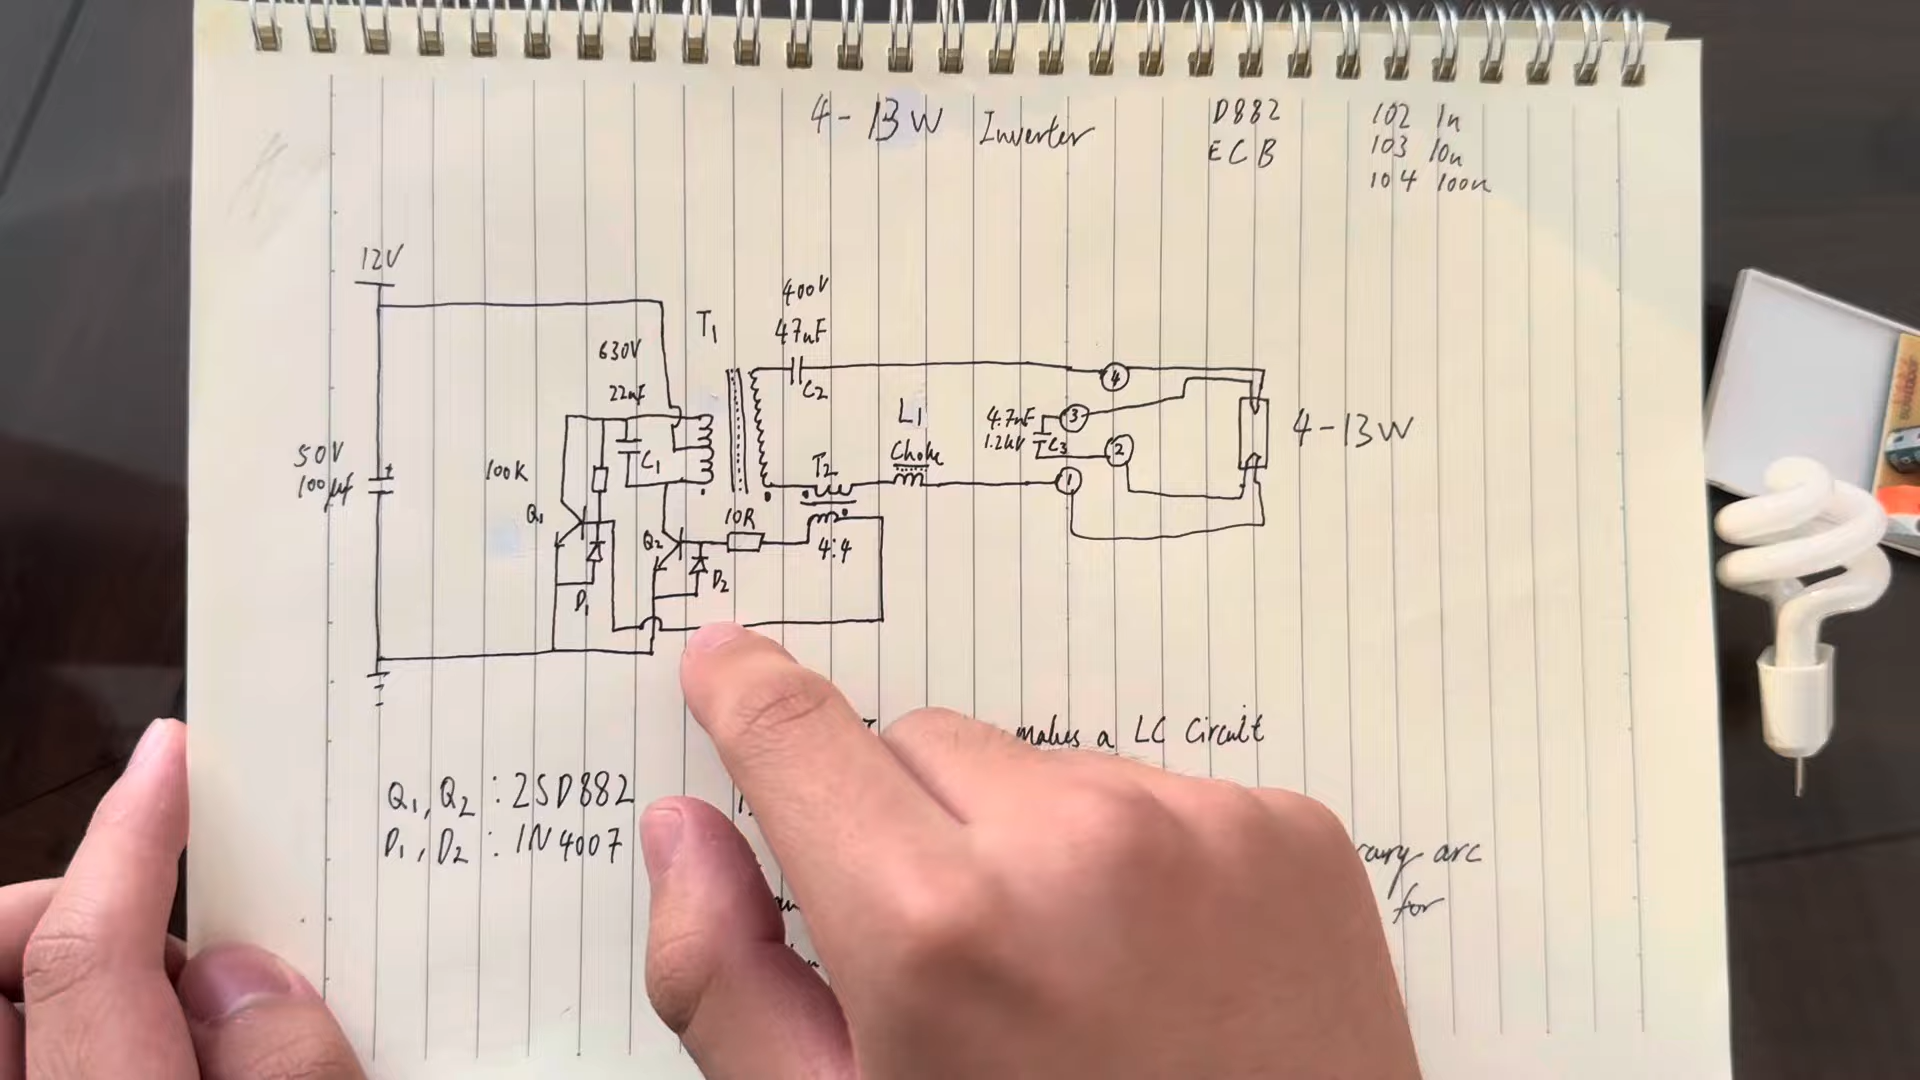 4-13W Inverter
D882
ECB
102 1n
103 10n
104 100n
12V
400V
47nF
C2
T1
630V
22nF
C1
100K
50V
100μF
+
Q1
D1
Q2
D2
10R
T2
4:4
L1
Choke
4.7nF
1.2kV
C3
4
3
2
1
4-13W
makes a LC Circuit
Q1, Q2 : 2SD882
D1, D2 : 1N4007
arc
for